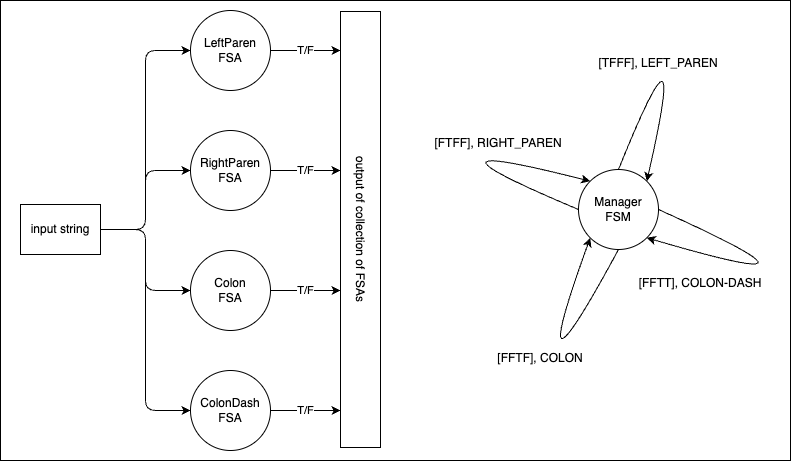 input string
LeftParen
FSA
T/F
RightParen
FSA
T/F
Colon
FSA
T/F
ColonDash
FSA
T/F
output of collection of FSAs
[TFFF], LEFT_PAREN
[FTFF], RIGHT_PAREN
Manager
FSM
[FFTT], COLON-DASH
[FFTF], COLON